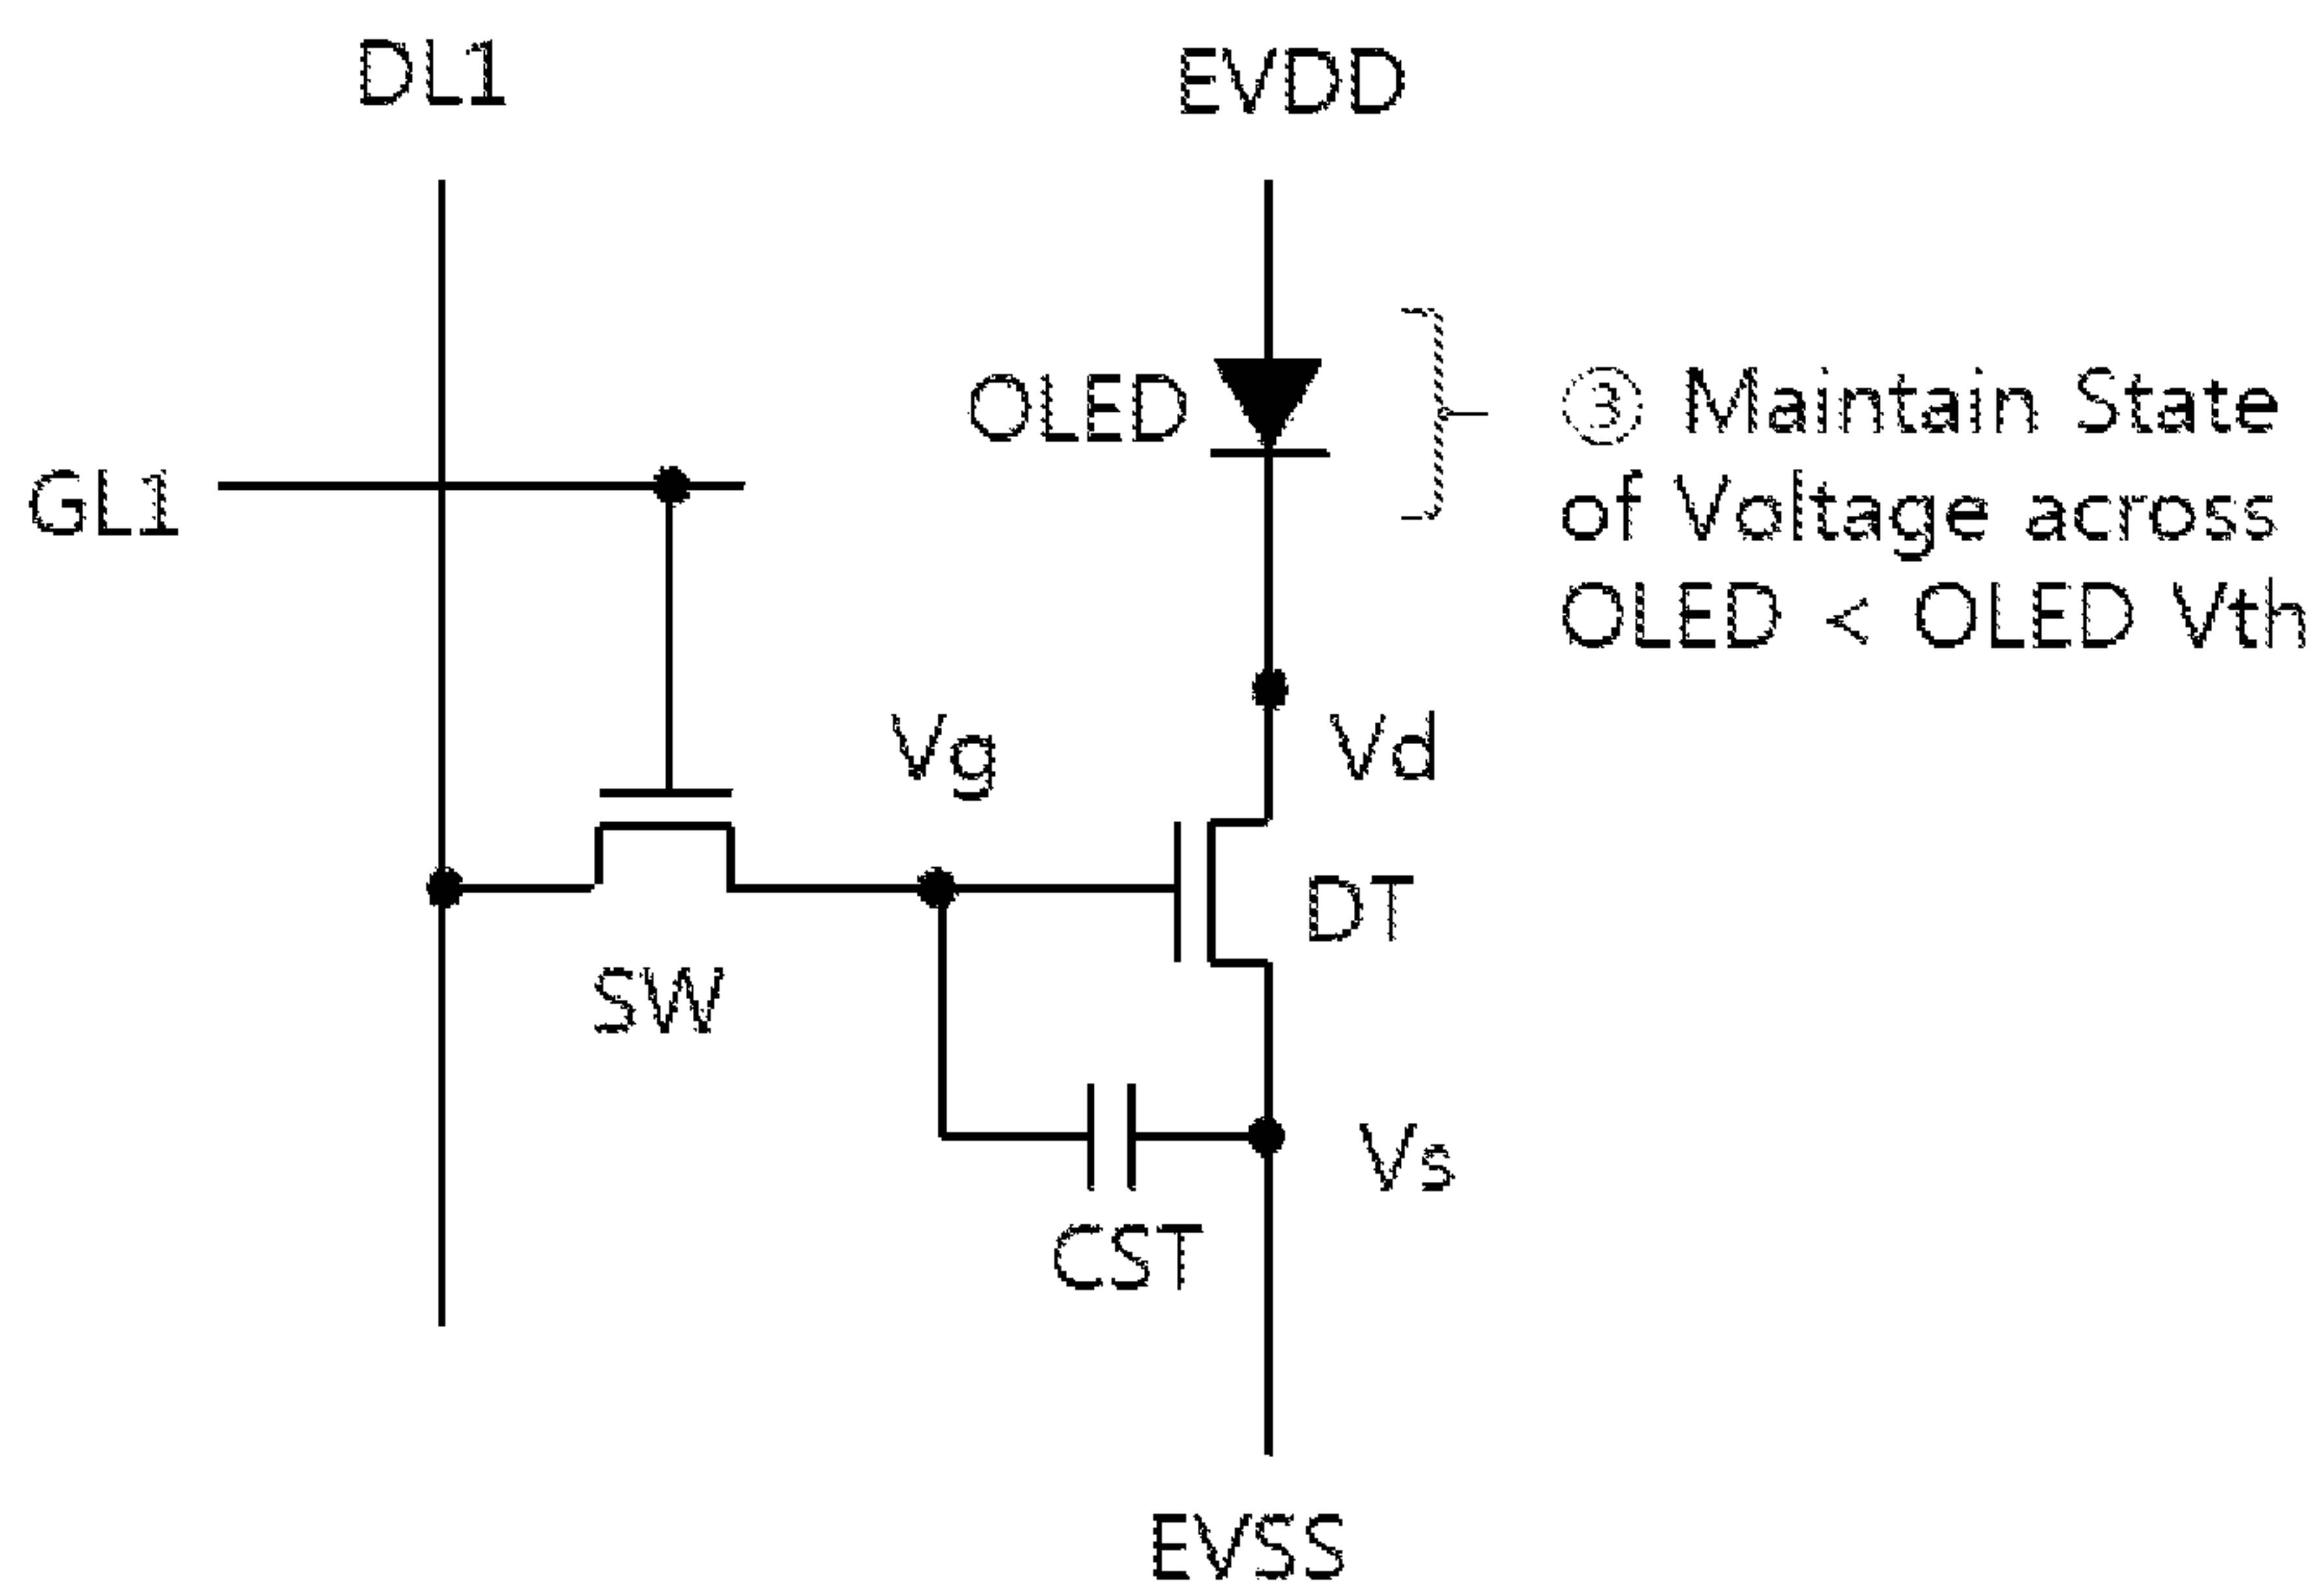 DL1
EVDD
OLED
③ Maintain State
of Voltage across
OLED < OLED Vth
GL1
Vg
Vd
DT
SW
Vs
CST
EVSS